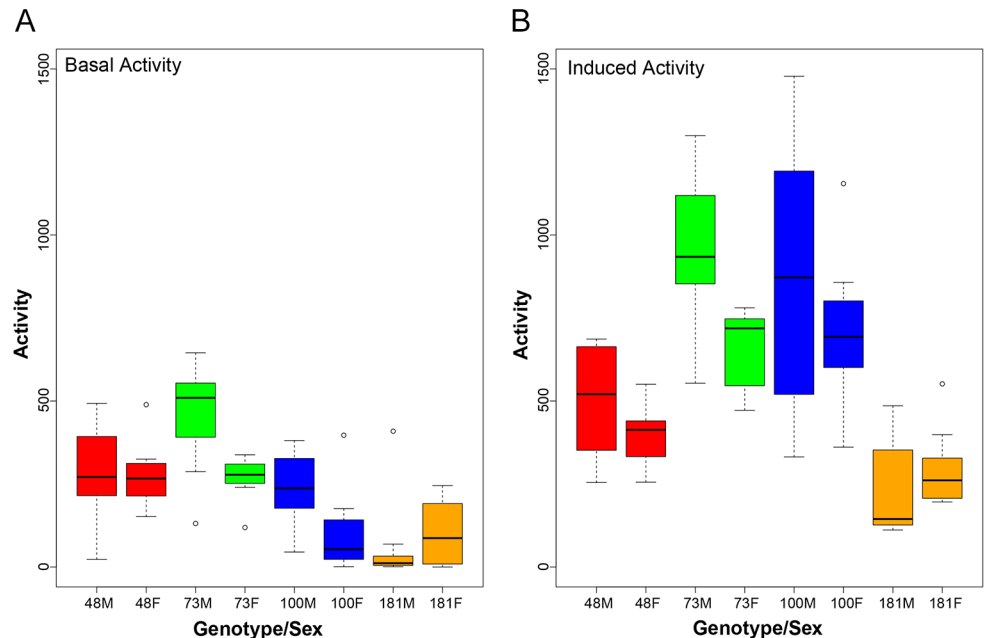 A
Basal Activity
1500
1000
500
0
Activity
48M 48F 73M 73F 100M 100F 181M 181F
Genotype/Sex
B
Induced Activity
1500
1000
500
0
Activity
48M 48F 73M 73F 100M 100F 181M 181F
Genotype/Sex